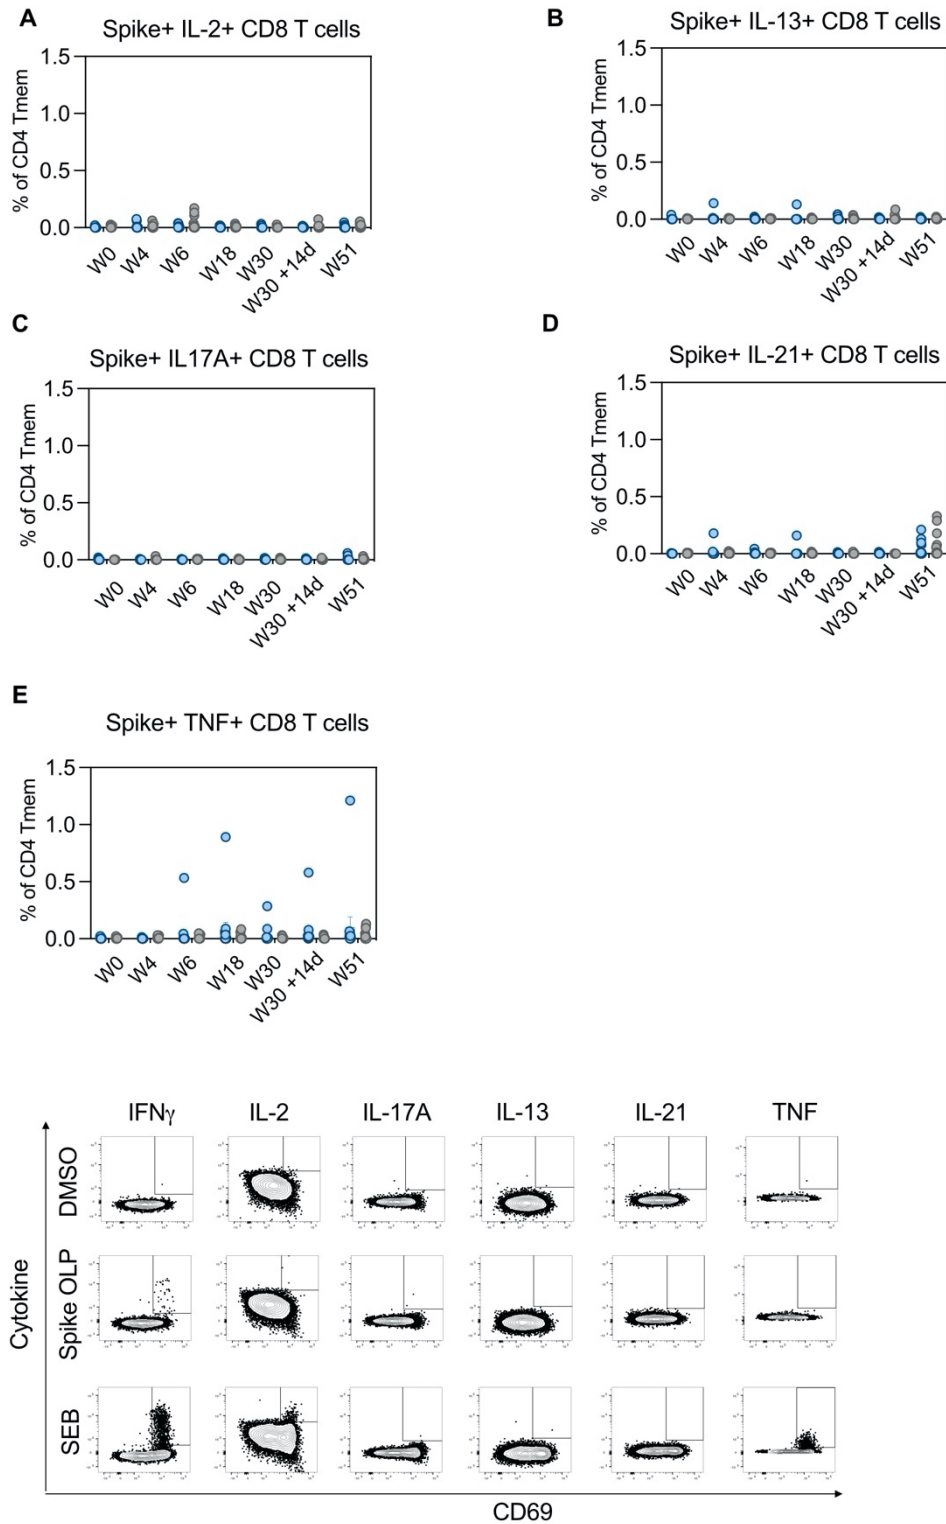 A
Spike+ IL-2+ CD8 T cells
% of CD4 Tmem
1.5
1.0
0.5
0.0
W0
W4
W6
W18
W30
W30 +14d
W51
B
Spike+ IL-13+ CD8 T cells
% of CD4 Tmem
1.5
1.0
0.5
0.0
W0
W4
W6
W18
W30
W30 +14d
W51
C
Spike+ IL17A+ CD8 T cells
% of CD4 Tmem
1.5
1.0
0.5
0.0
W0
W4
W6
W18
W30
W30 +14d
W51
D
Spike+ IL-21+ CD8 T cells
% of CD4 Tmem
1.5
1.0
0.5
0.0
W0
W4
W6
W18
W30
W30 +14d
W51
E
Spike+ TNF+ CD8 T cells
% of CD4 Tmem
1.5
1.0
0.5
0.0
W0
W4
W6
W18
W30
W30 +14d
W51
IFNγ IL-2 IL-17A IL-13 IL-21 TNF
Cytokine
DMSO
Spike OLP
SEB
CD69